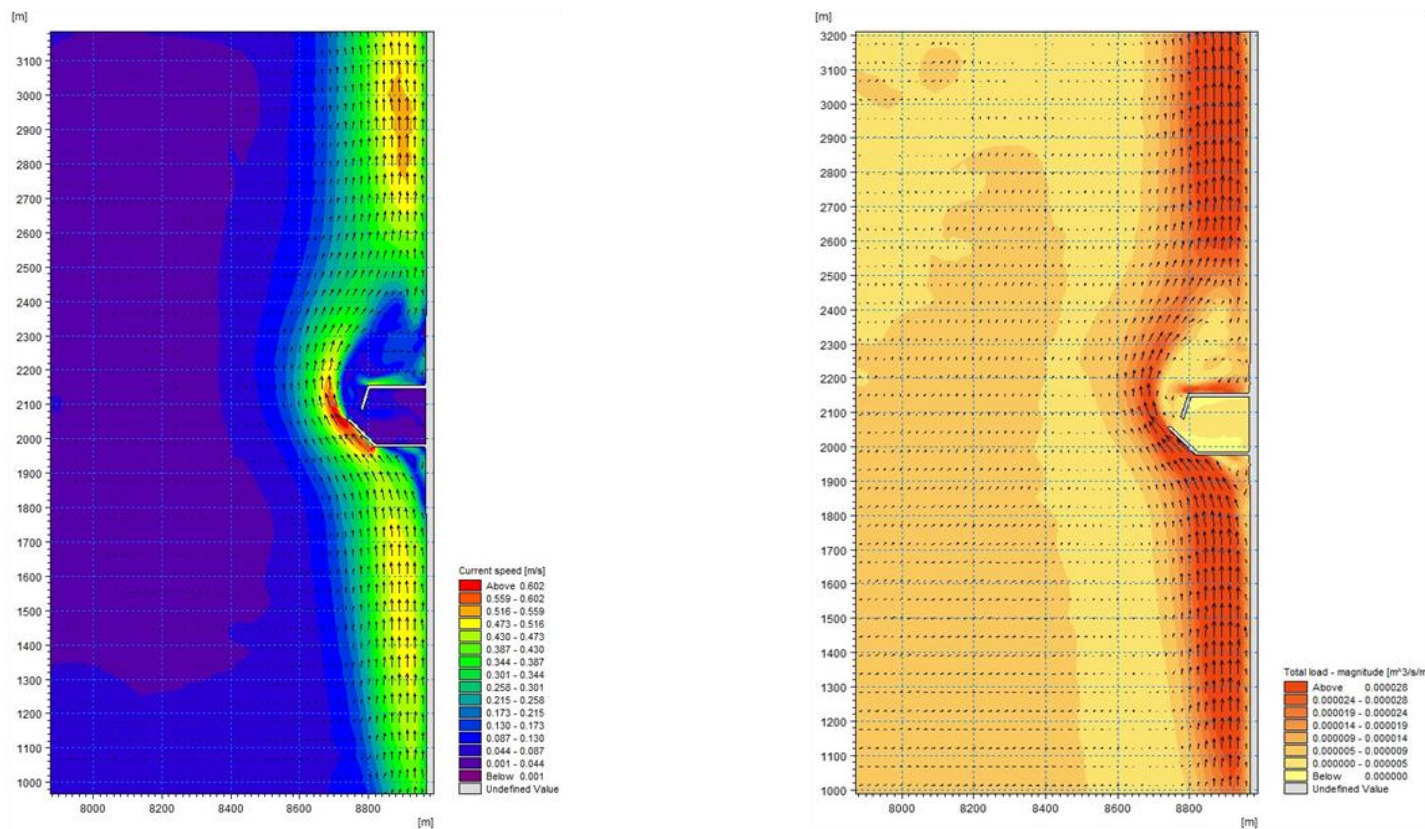 [m]
3100
3000
2900
2800
2700
2600
2500
2400
2300
2200
2100
2000
1900
1800
1700
1600
1500
1400
1300
1200
1100
1000
8000
8200
8400
8600
8800
[m]
Current speed [m/s]
Above 0.602
0.559 - 0.602
0.516 - 0.559
0.473 - 0.516
0.430 - 0.473
0.387 - 0.430
0.344 - 0.387
0.301 - 0.344
0.258 - 0.301
0.215 - 0.258
0.173 - 0.215
0.130 - 0.173
0.087 - 0.130
0.044 - 0.087
0.001 - 0.044
Below 0.001
Undefined Value
[m]
3200
3100
3000
2900
2800
2700
2600
2500
2400
2300
2200
2100
2000
1900
1800
1700
1600
1500
1400
1300
1200
1100
1000
8000
8200
8400
8600
8800
[m]
Total load - magnitude [m^3/s/m
Above 0.000028
0.000024 - 0.000028
0.000019 - 0.000024
0.000014 - 0.000019
0.000009 - 0.000014
0.000005 - 0.000009
0.000000 - 0.000005
Below 0.000000
Undefined Value